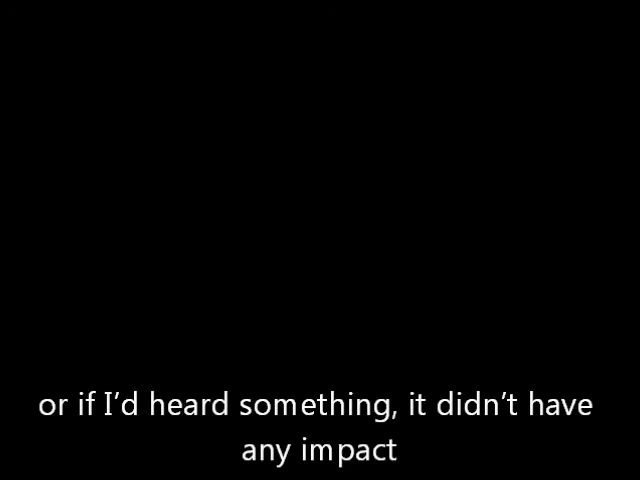 or if I’d heard something, it didn’t have
any impact